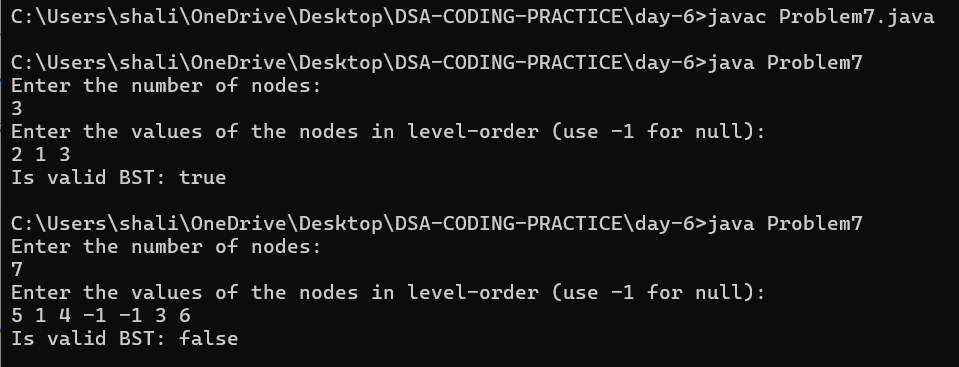 C:\Users\shali\OneDrive\Desktop\DSA-CODING-PRACTICE\day-6>javac Problem7.java
C:\Users\shali\OneDrive\Desktop\DSA-CODING-PRACTICE\day-6>java Problem7
Enter the number of nodes:
3
Enter the values of the nodes in level-order (use -1 for null):
2 1 3
Is valid BST: true
C:\Users\shali\OneDrive\Desktop\DSA-CODING-PRACTICE\day-6>java Problem7
Enter the number of nodes:
7
Enter the values of the nodes in level-order (use -1 for null):
5 1 4 -1 -1 3 6
Is valid BST: false